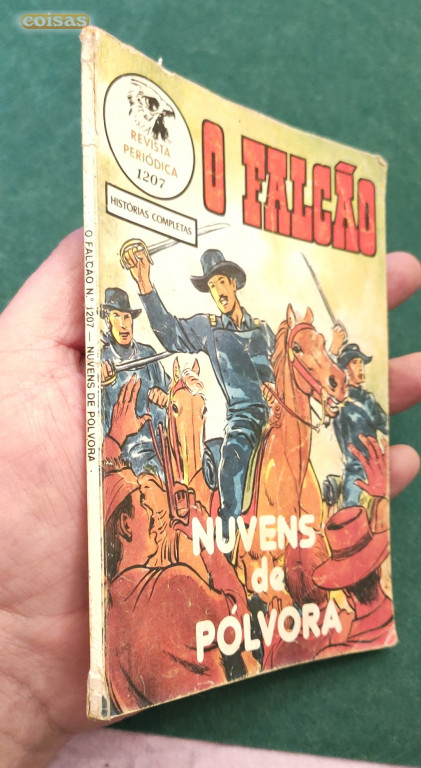 coisas
REVISTA
PERIÓDICA
1207
HISTÓRIAS COMPLETAS
O FALCÃO
O FALCÃO N.° 1207 — NUVENS DE PÓLVORA
NUVENS
de
PÓLVORA